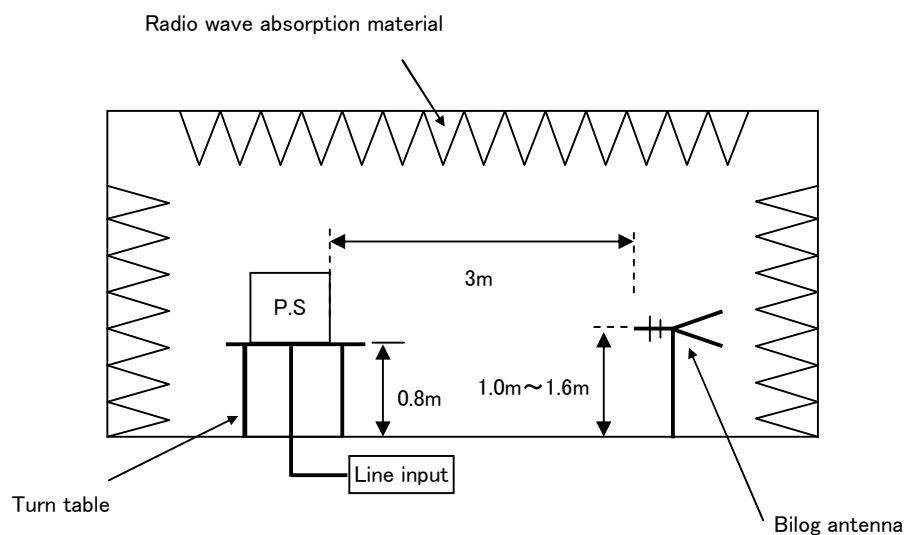 Radio wave absorption material
3m
P.S
0.8m
1.0m～1.6m
Line input
Turn table
Bilog antenna